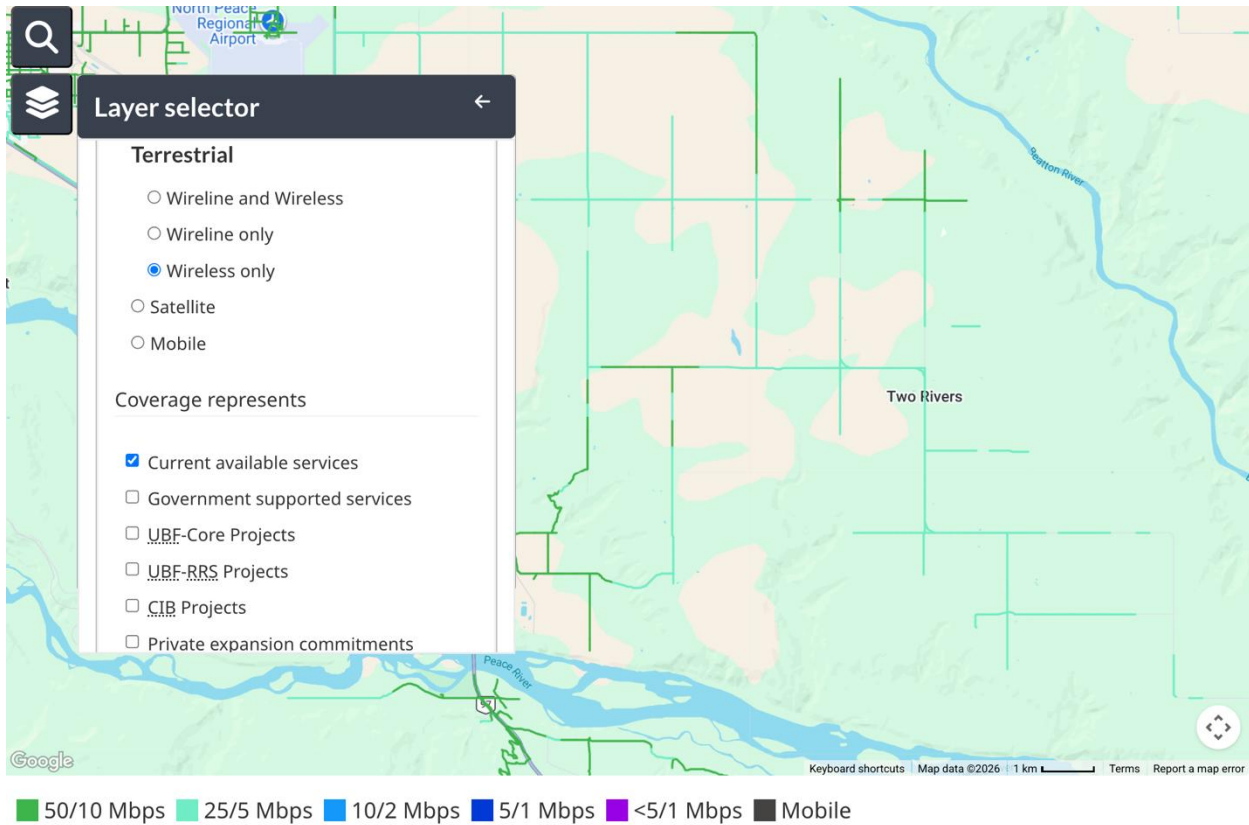 North Peace
Regional
Airport
Layer selector
Terrestrial
Wireline and Wireless
Wireline only
Wireless only
Satellite
Mobile
Coverage represents
Current available services
Government supported services
UBF-Core Projects
UBF-RRS Projects
CIB Projects
Private expansion commitments
Beatton River
Two Rivers
Peace River
97
Google
Keyboard shortcuts Map data ©2026 1 km Terms Report a map error
50/10 Mbps 25/5 Mbps 10/2 Mbps 5/1 Mbps <5/1 Mbps Mobile